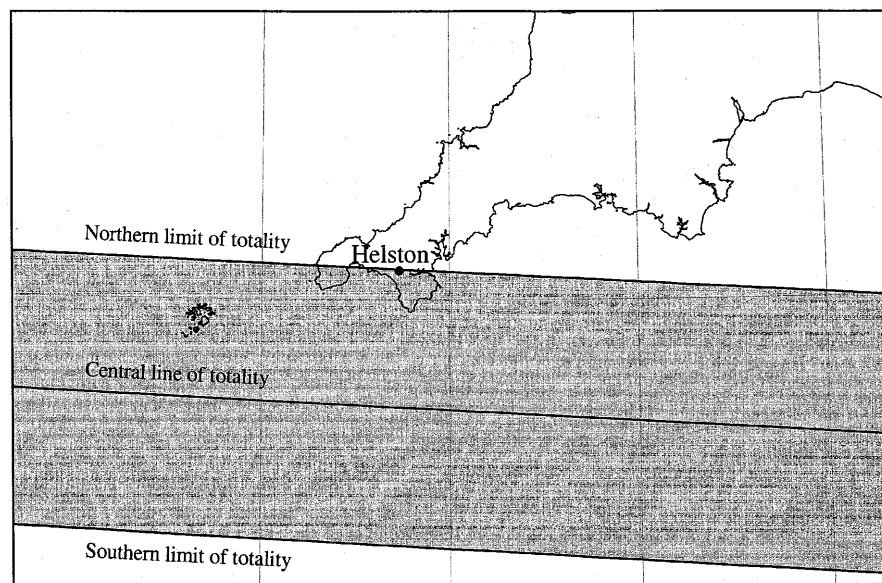 Northern limit of totality
Helston
Central line of totality
Southern limit of totality